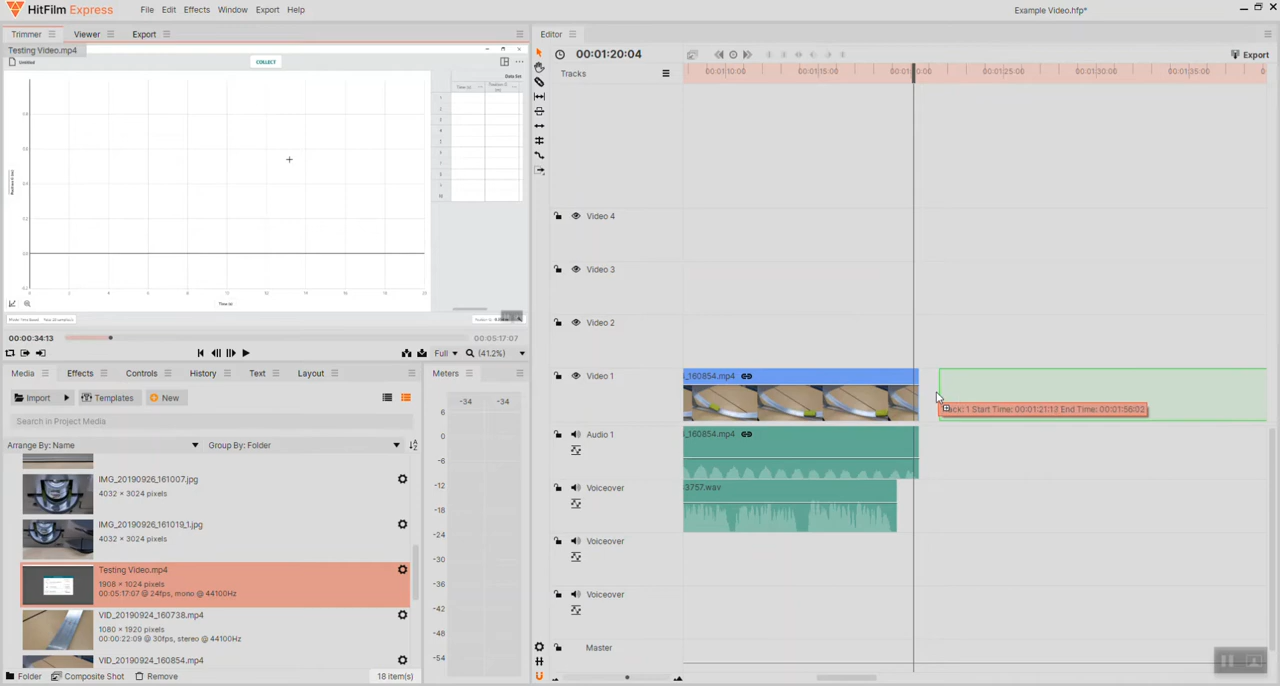 HitFilm Express
File Edit Effects Window Export Help
Example Video.hfp*
Trimmer Viewer Export
Testing Video.mp4
Untitled
COLLECT
Data Set
Time (s)
00:00:34:13
00:05:17:07
Full (41.2%)
Media Effects Controls History Text Layout
Meters
Import Templates New
Search in Project Media
Arrange By: Name Group By: Folder
IMG_20190926_161007.jpg
4032 × 3024 pixels
IMG_20190926_161019_1.jpg
4032 × 3024 pixels
Testing Video.mp4
1908 × 1024 pixels
00:05:17:07 @ 24fps, mono @ 44100Hz
VID_20190924_160738.mp4
1080 × 1920 pixels
00:00:22:09 @ 30fps, stereo @ 44100Hz
VID_20190924_160854.mp4
Folder Composite Shot Remove 18 item(s)
-34 -34
6
0
-6
-12
-18
-24
-30
-36
-42
-48
-54
Editor
00:01:20:04
Export
Tracks
00:01:10:00 00:01:15:00 00:01:25:00 00:01:30:00 00:01:35:00
Video 4
Video 3
Video 2
Video 1
_160854.mp4
Track: 1 Start Time: 00:01:21:13 End Time: 00:01:56:02
Audio 1
_160854.mp4
Voiceover
3757.wav
Voiceover
Voiceover
Master